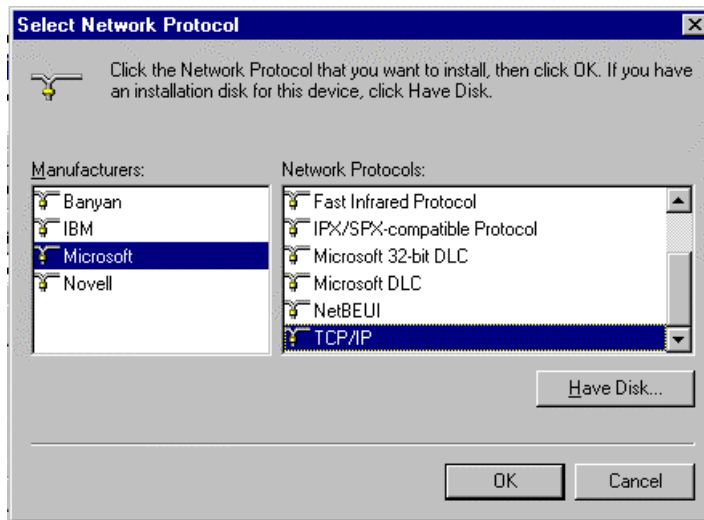 Select Network Protocol
Click the Network Protocol that you want to install, then click OK. If you have
an installation disk for this device, click Have Disk.
Manufacturers:
Banyan
IBM
Microsoft
Novell
Network Protocols:
Fast Infrared Protocol
IPX/SPX-compatible Protocol
Microsoft 32-bit DLC
Microsoft DLC
NetBEUI
TCP/IP
Have Disk...
OK
Cancel